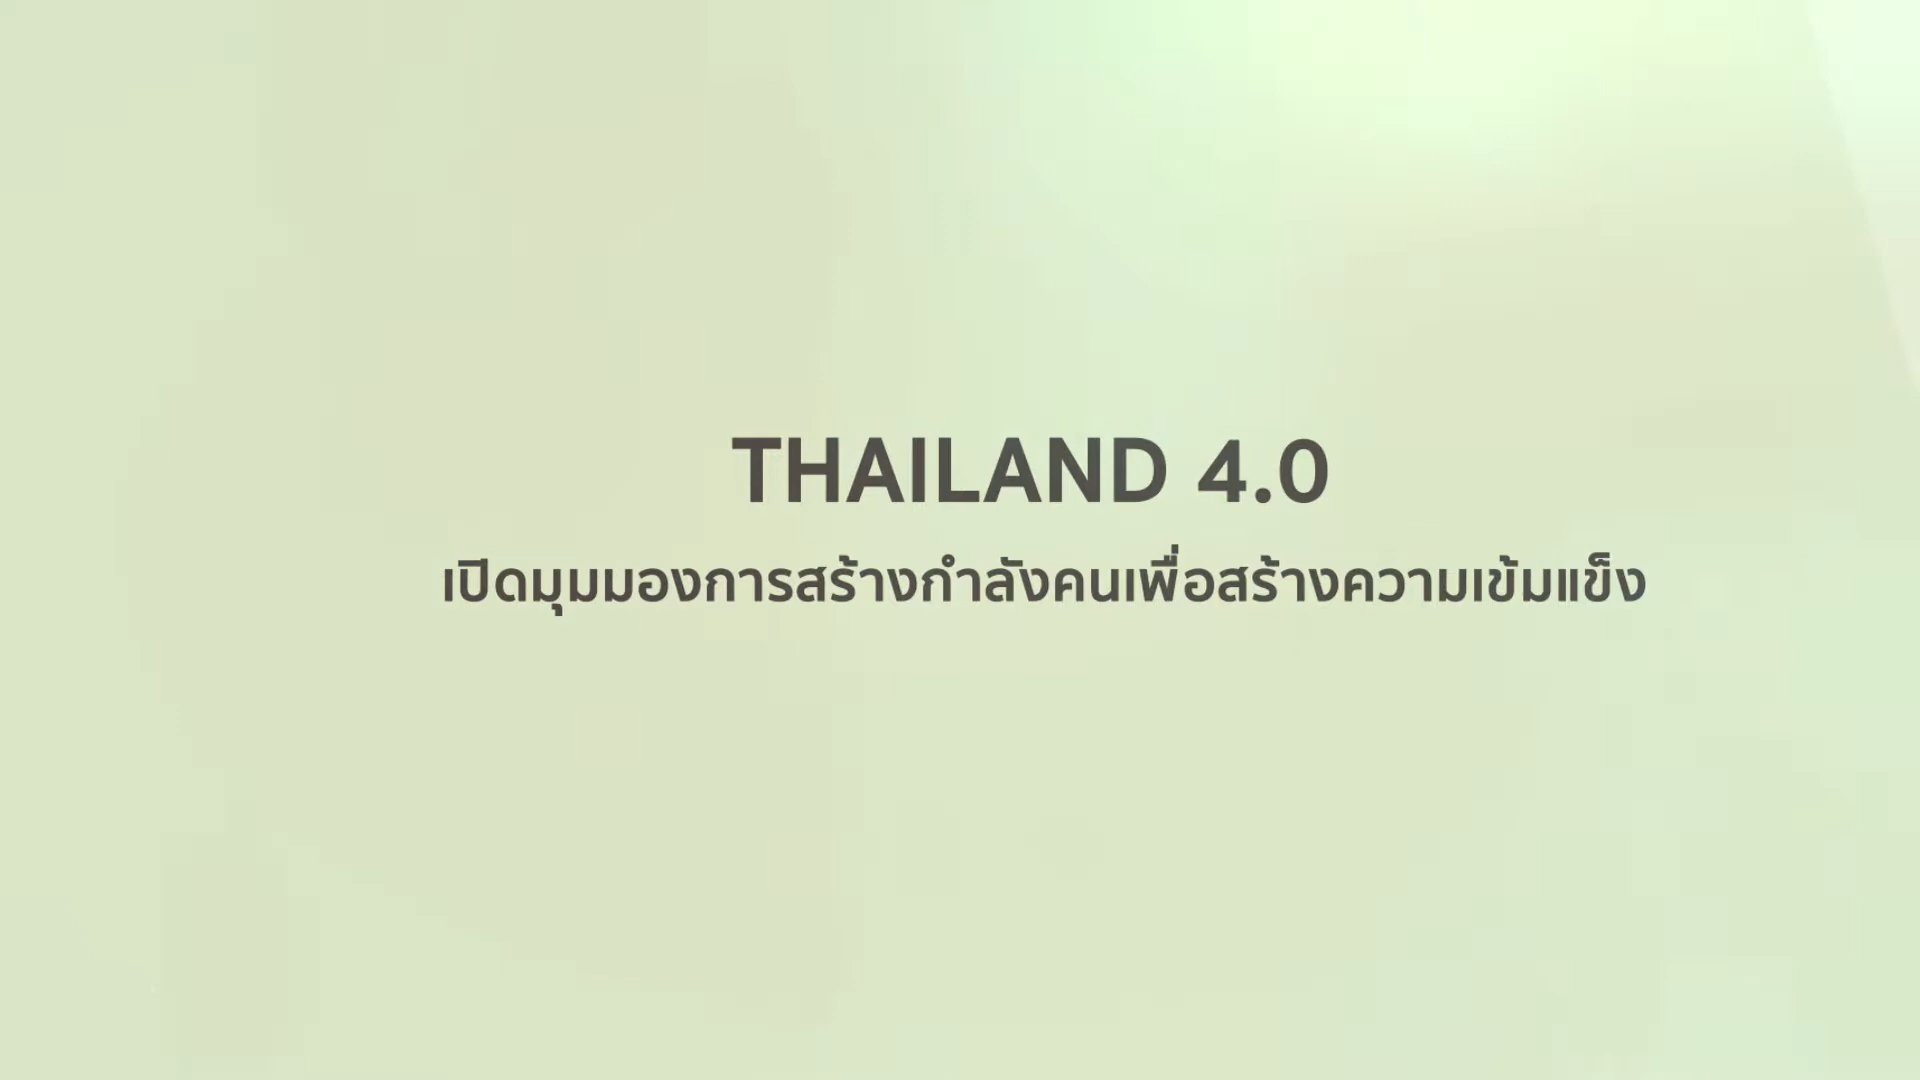 THAILAND 4.0
เปิดมุมมองการสร้างกำลังคนเพื่อสร้างความเข้มแข็ง